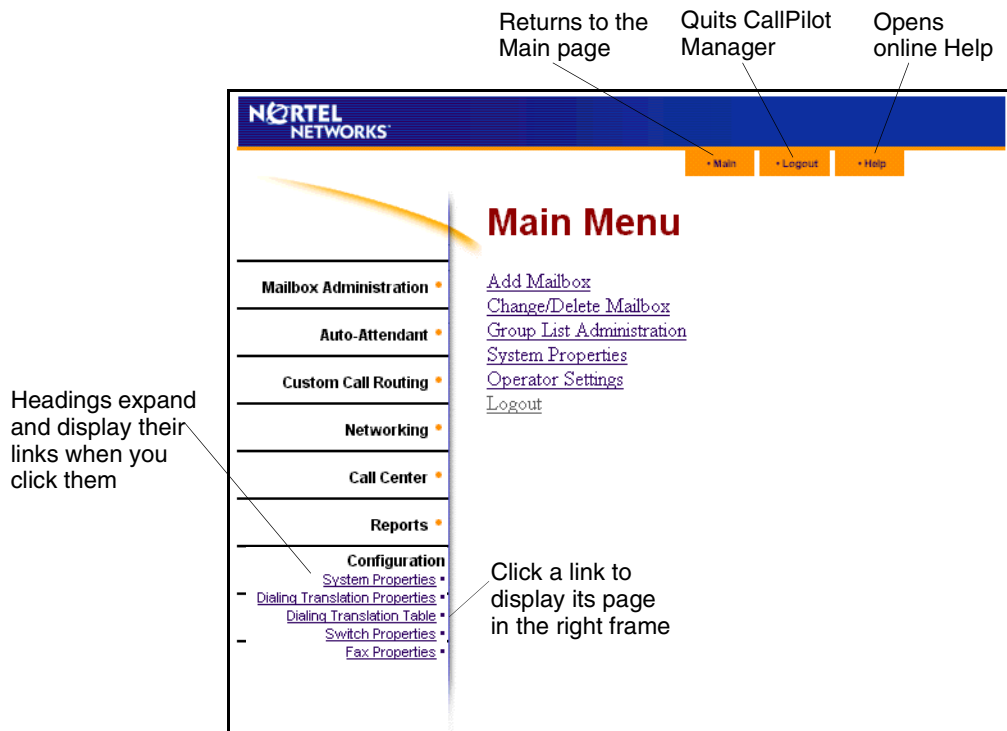 Returns to the
Main page
Quits CallPilot
Manager
Opens
online Help
NORTEL
NETWORKS
• Main
• Logout
• Help
Main Menu
Add Mailbox
Change/Delete Mailbox
Group List Administration
System Properties
Operator Settings
Logout
Mailbox Administration •
Auto-Attendant •
Custom Call Routing •
Networking •
Call Center •
Reports •
Configuration
System Properties •
Dialing Translation Properties •
Dialing Translation Table •
Switch Properties •
Fax Properties •
Headings expand
and display their
links when you
click them
Click a link to
display its page
in the right frame